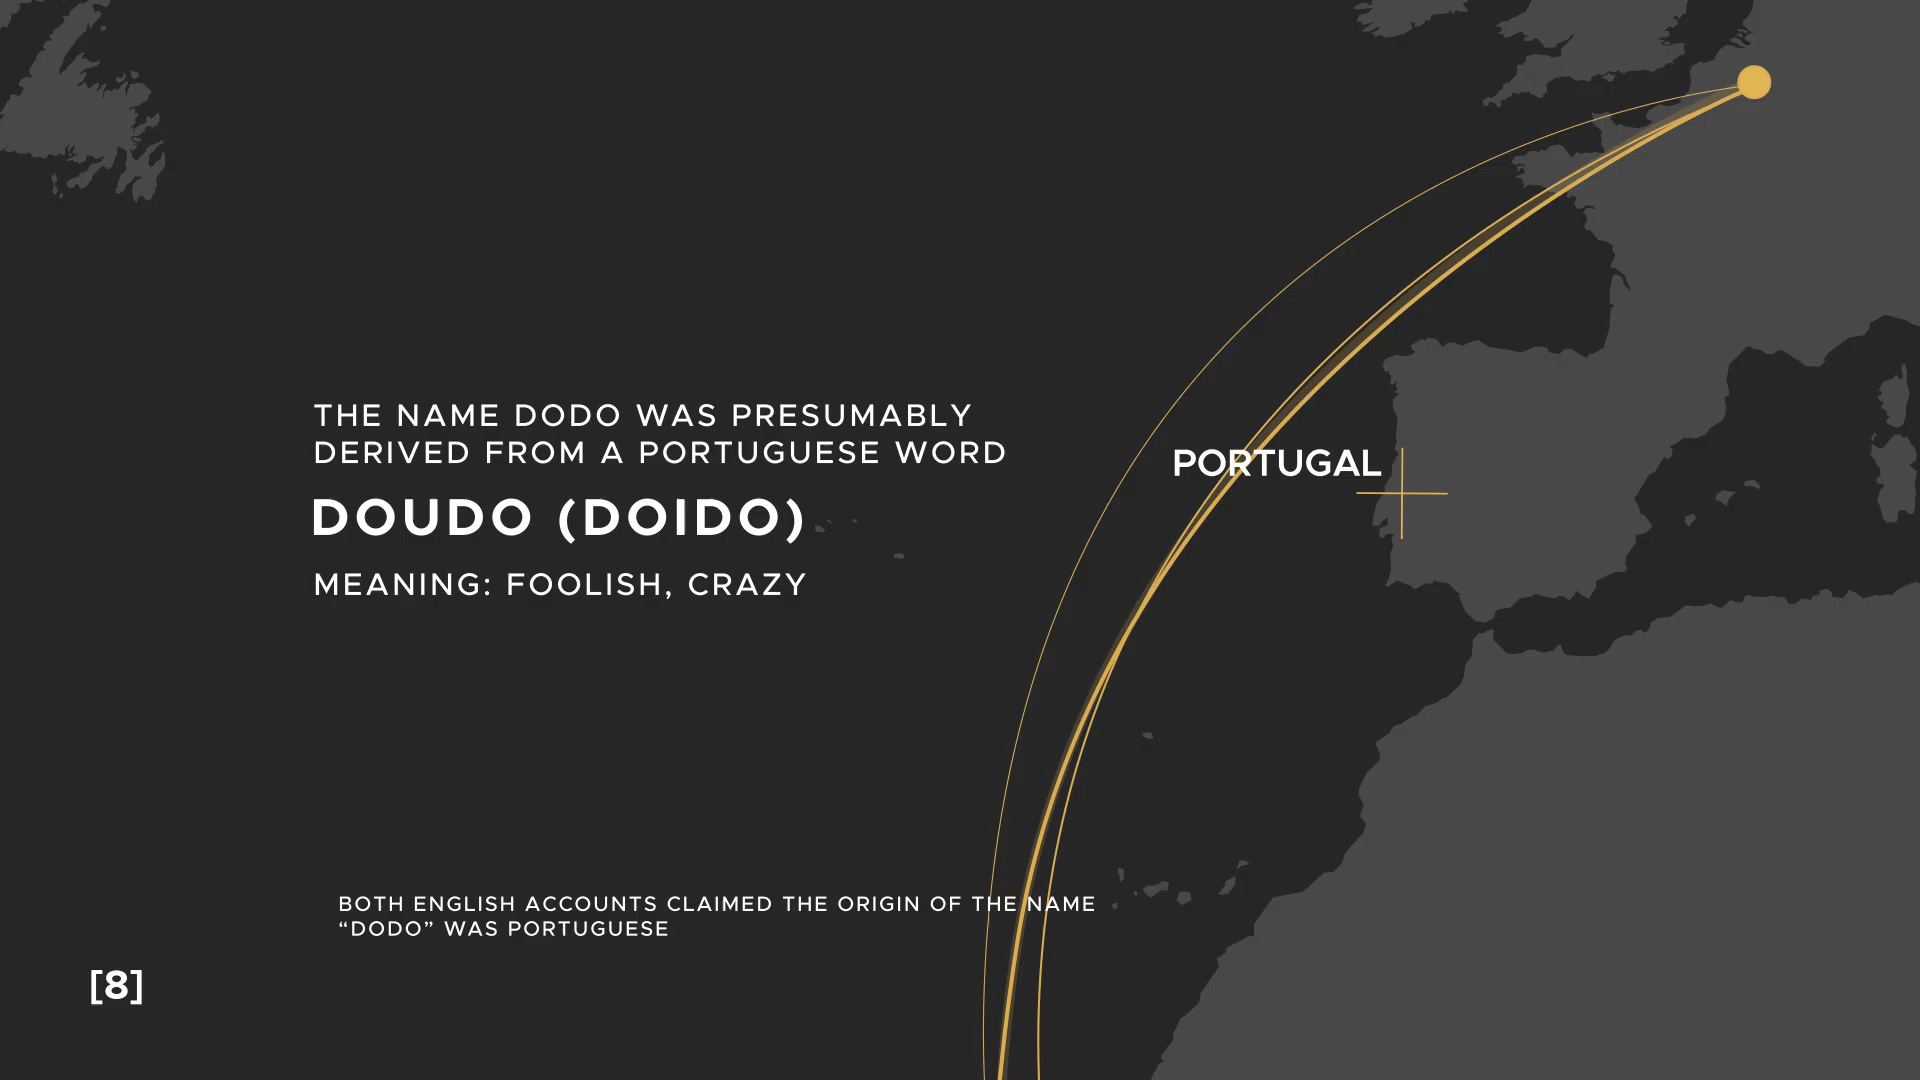 THE NAME DODO WAS PRESUMABLY
DERIVED FROM A PORTUGUESE WORD
DOUDO (DOIDO)
MEANING: FOOLISH, CRAZY
PORTUGAL
BOTH ENGLISH ACCOUNTS CLAIMED THE ORIGIN OF THE NAME
“DODO” WAS PORTUGUESE
[8]